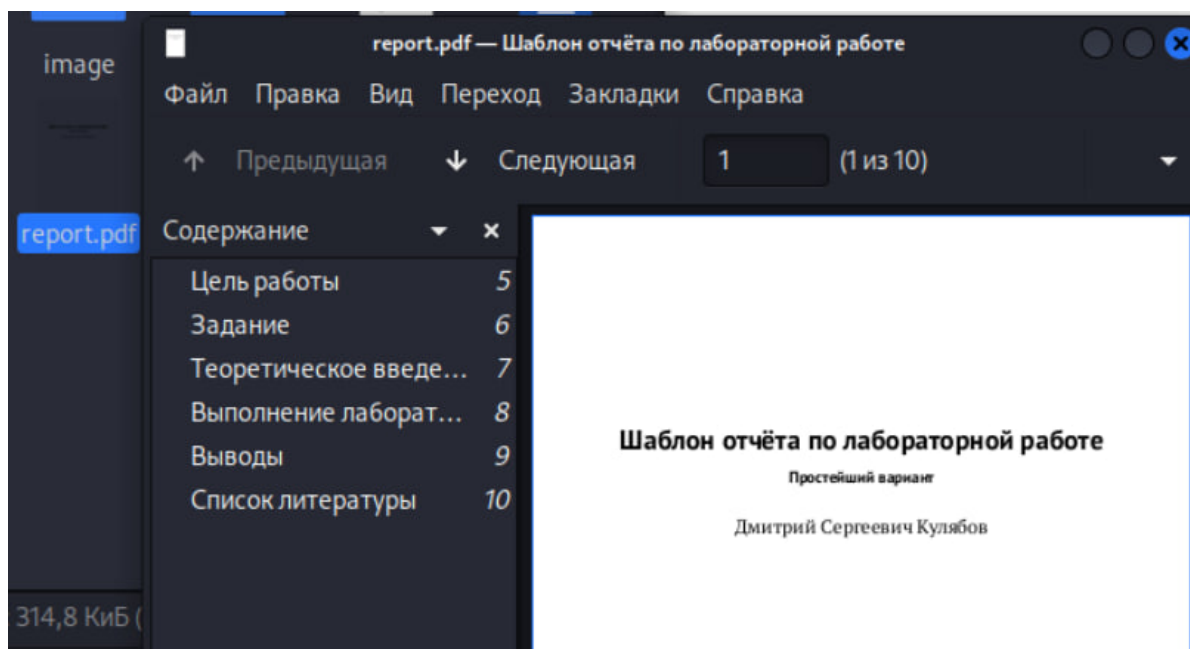 image
report.pdf
314,8 КиБ (
report.pdf — Шаблон отчёта по лабораторной работе
Файл Правка Вид Переход Закладки Справка
Предыдущая Следующая 1 (1 из 10)
Содержание
Цель работы 5
Задание 6
Теоретическое введе... 7
Выполнение лаборат... 8
Выводы 9
Список литературы 10
Шаблон отчёта по лабораторной работе
Простейший вариант
Дмитрий Сергеевич Кулябов